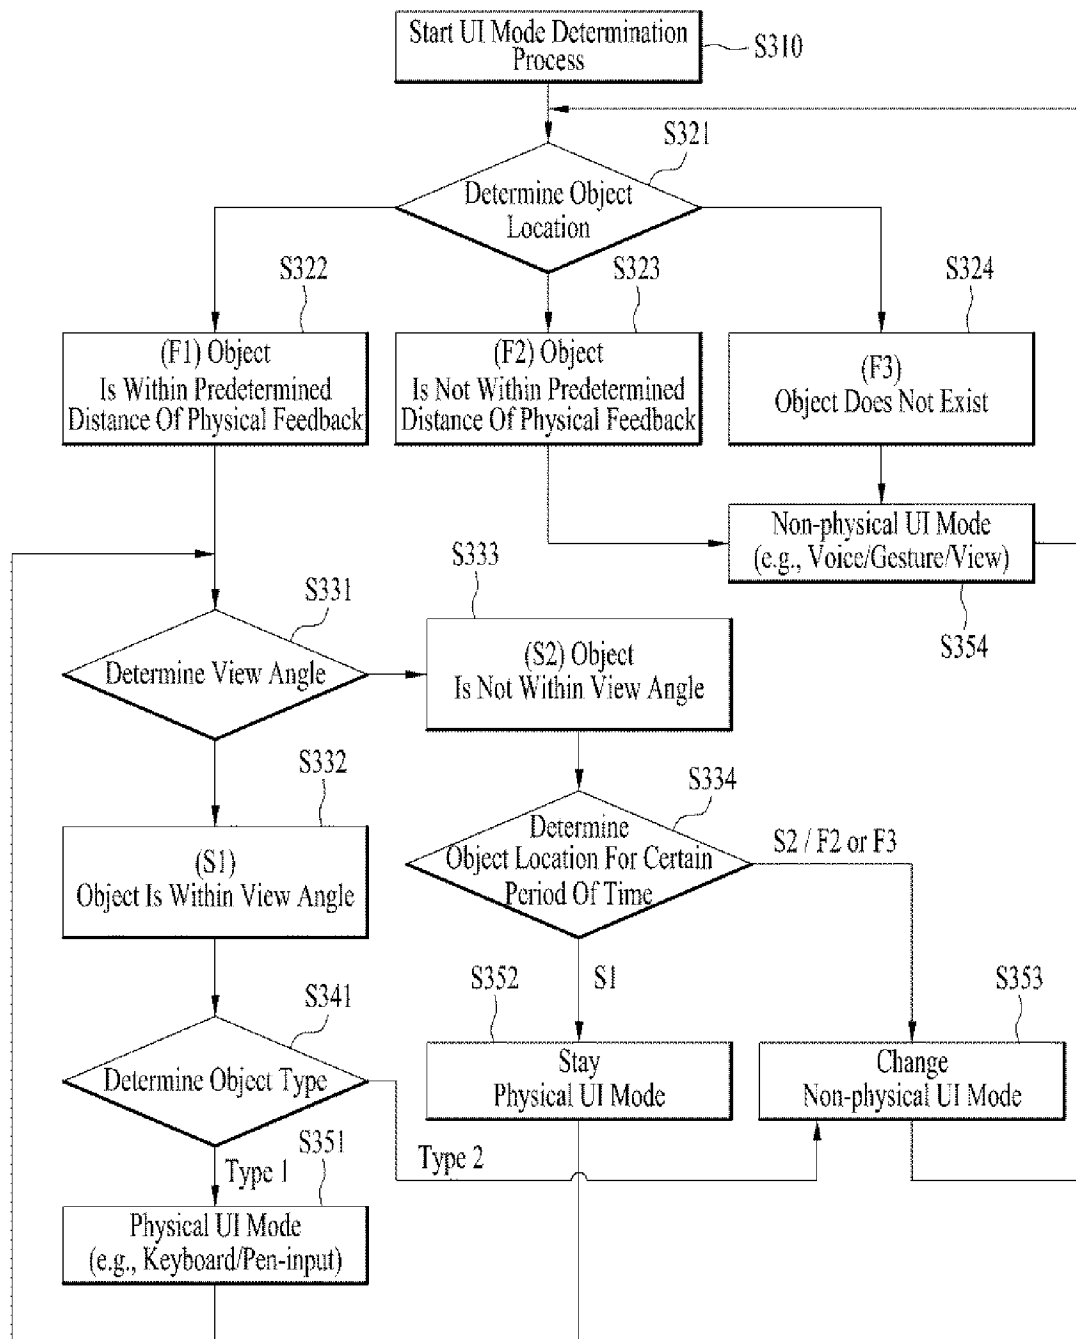 Start UI Mode Determination
Process
S310
S321
Determine Object
Location
S322
S323
S324
(F1) Object
Is Within Predetermined
Distance Of Physical Feedback
(F2) Object
Is Not Within Predetermined
Distance Of Physical Feedback
(F3)
Object Does Not Exist
Non-physical UI Mode
(e.g., Voice/Gesture/View)
S354
S331
Determine View Angle
S333
(S2) Object
Is Not Within View Angle
S332
(S1)
Object Is Within View Angle
S334
Determine
Object Location For Certain
Period Of Time
S2 / F2 or F3
S1
S341
Determine Object Type
S352
Stay
Physical UI Mode
S353
Change
Non-physical UI Mode
Type 1
Type 2
S351
Physical UI Mode
(e.g., Keyboard/Pen-input)